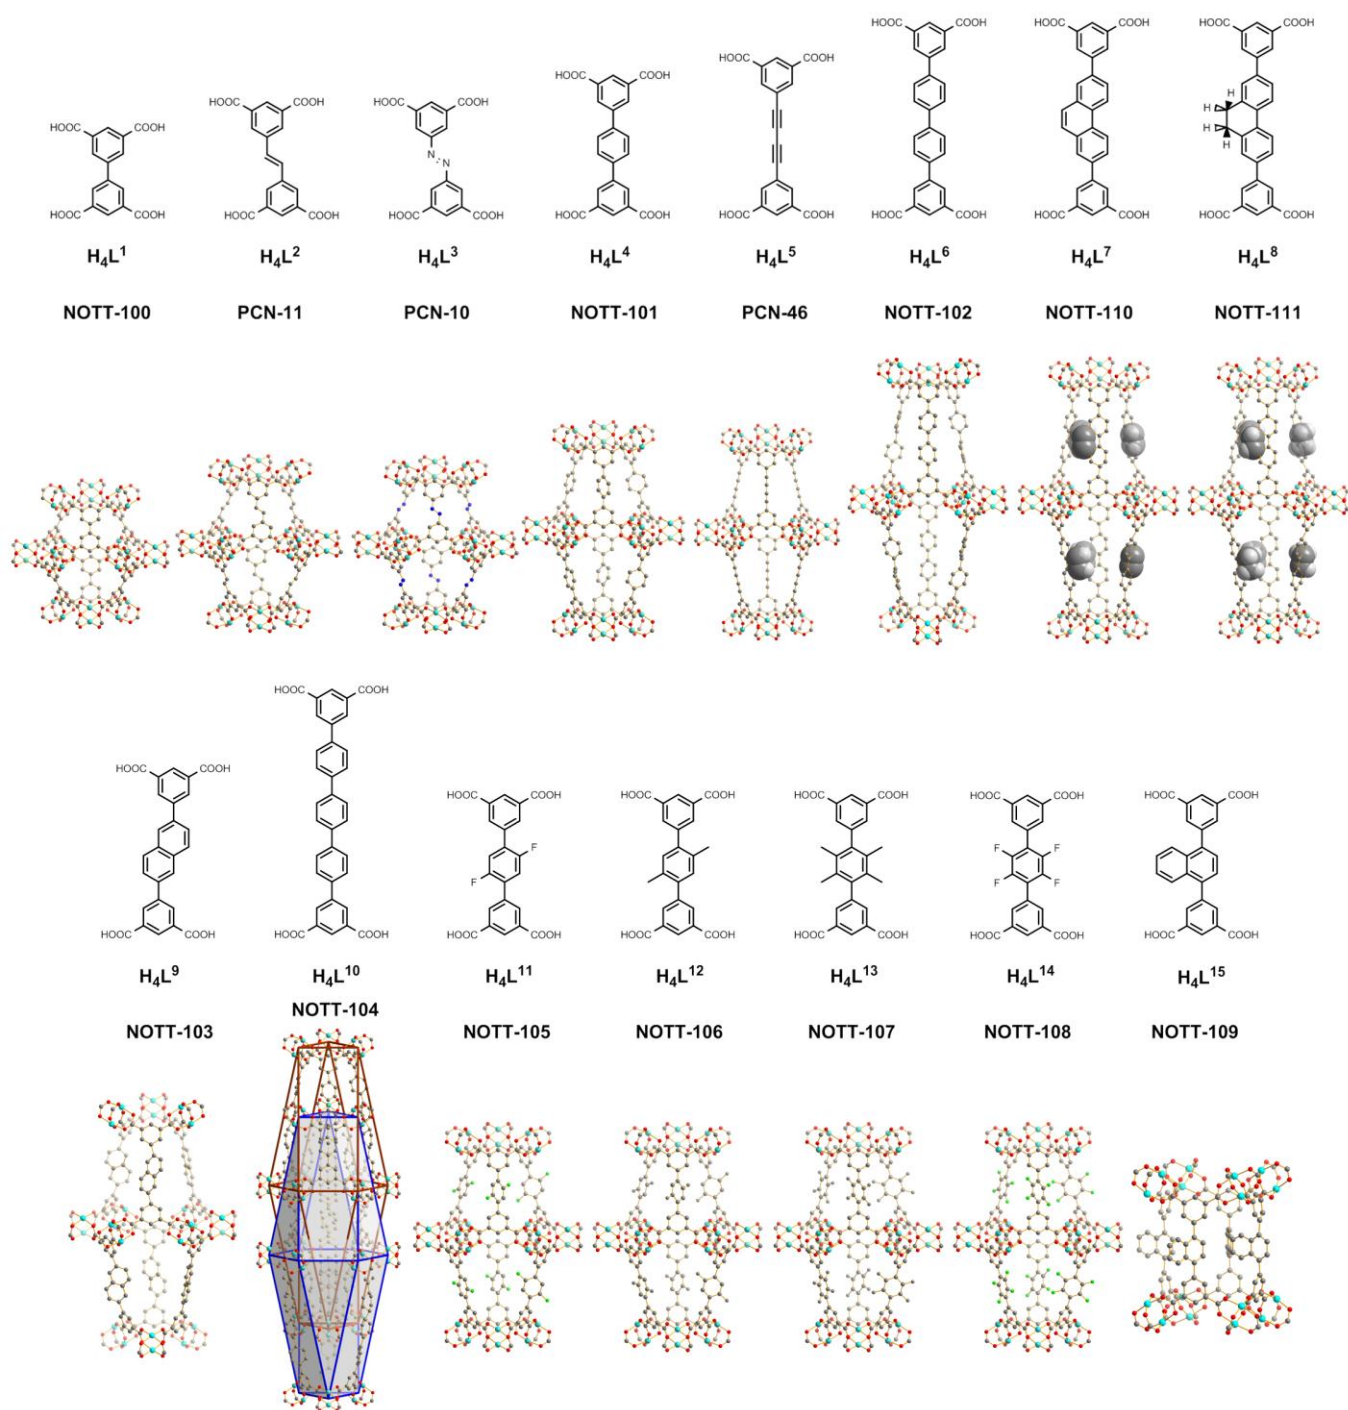 HOOC COOH HOOC COOH HOOC COOH
HOOC COOH HOOC COOH
HOOC COOH HOOC COOH
HOOC COOH
H
H
N
N
H
H
HOOC COOH HOOC COOH HOOC COOH HOOC COOH HOOC COOH HOOC COOH HOOC COOH HOOC COOH
H₄L¹ H₄L² H₄L³ H₄L⁴ H₄L⁵ H₄L⁶ H₄L⁷ H₄L⁸
NOTT-100 PCN-11 PCN-10 NOTT-101 PCN-46 NOTT-102 NOTT-110 NOTT-111
HOOC COOH
HOOC COOH
HOOC COOH HOOC COOH HOOC COOH HOOC COOH HOOC COOH
F F F
F F F
HOOC COOH HOOC COOH HOOC COOH HOOC COOH HOOC COOH HOOC COOH HOOC COOH
H₄L⁹ H₄L¹⁰ H₄L¹¹ H₄L¹² H₄L¹³ H₄L¹⁴ H₄L¹⁵
NOTT-104
NOTT-103 NOTT-105 NOTT-106 NOTT-107 NOTT-108 NOTT-109